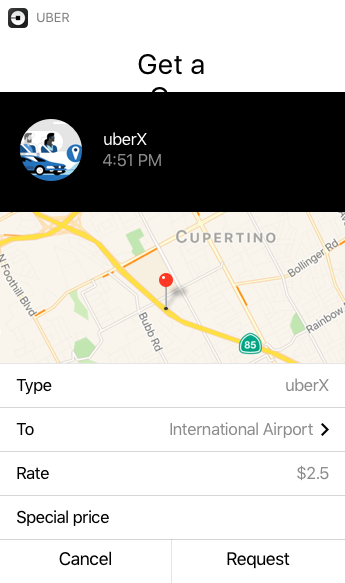 UBER
Get a
uberX
4:51 PM
CUPERTINO
Bollinger Rd
N Foothill Blvd
Bubb Rd
Rainbow
85
Type uberX
To International Airport
Rate $2.5
Special price
Cancel Request